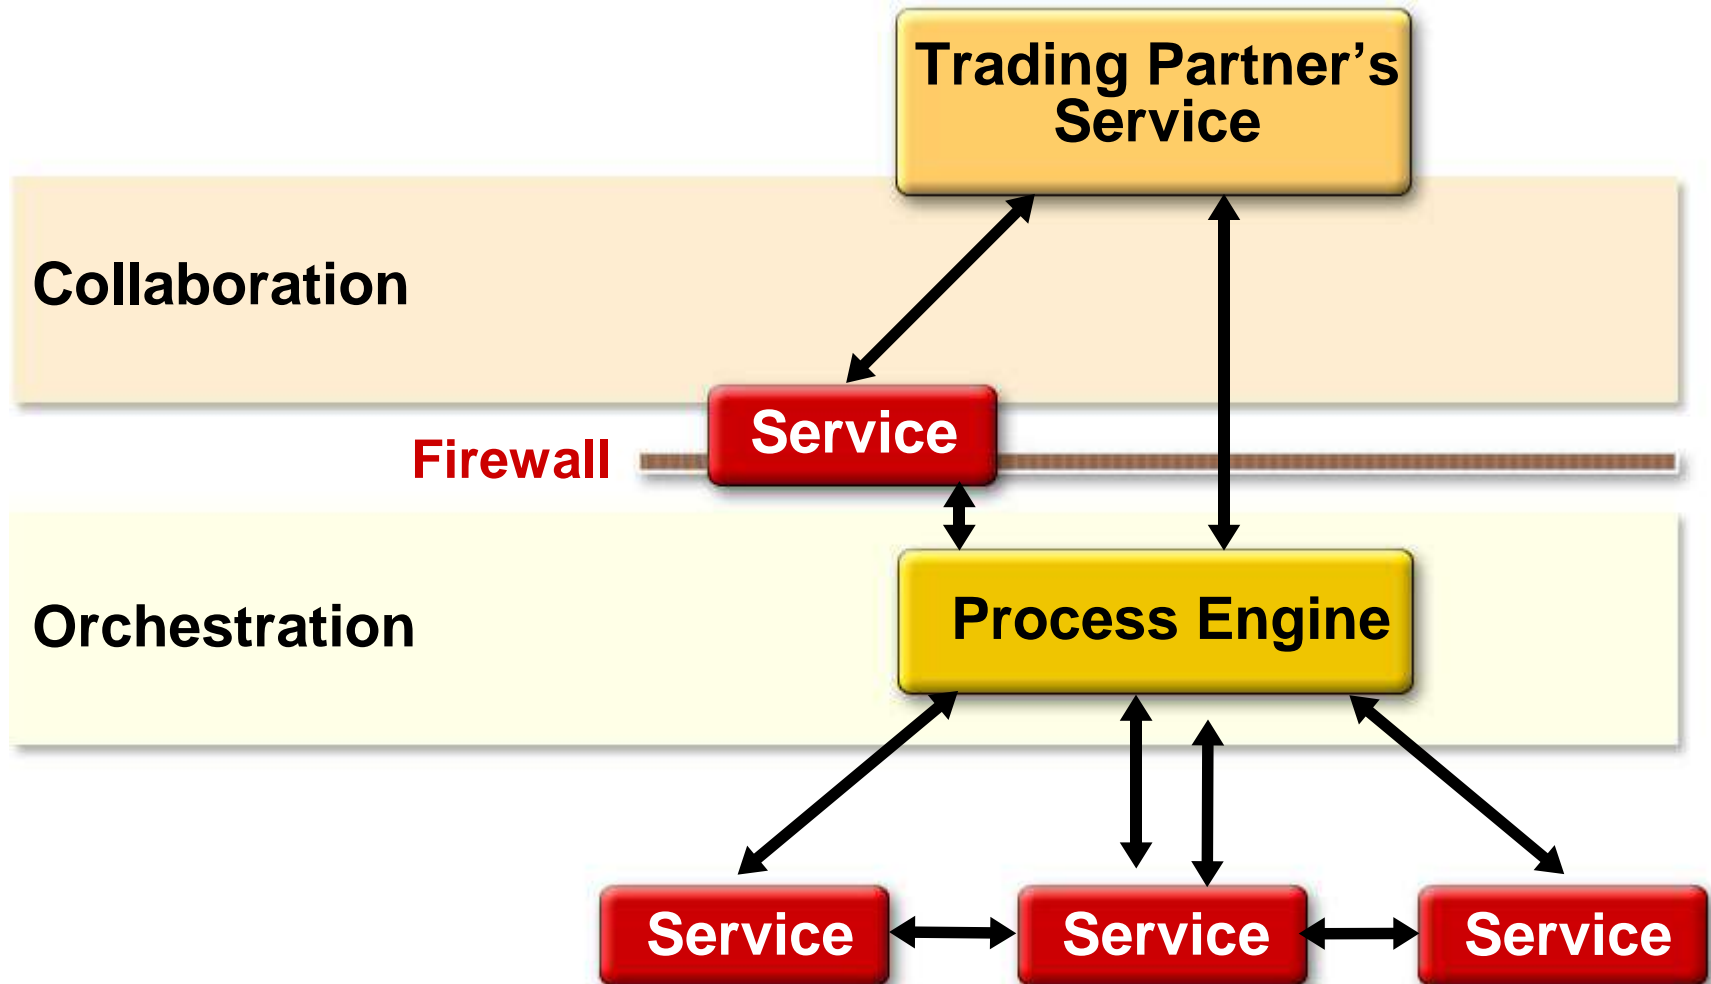 Trading Partner’s
Service
Collaboration
Service
Firewall
Orchestration
Process Engine
Service
Service
Service